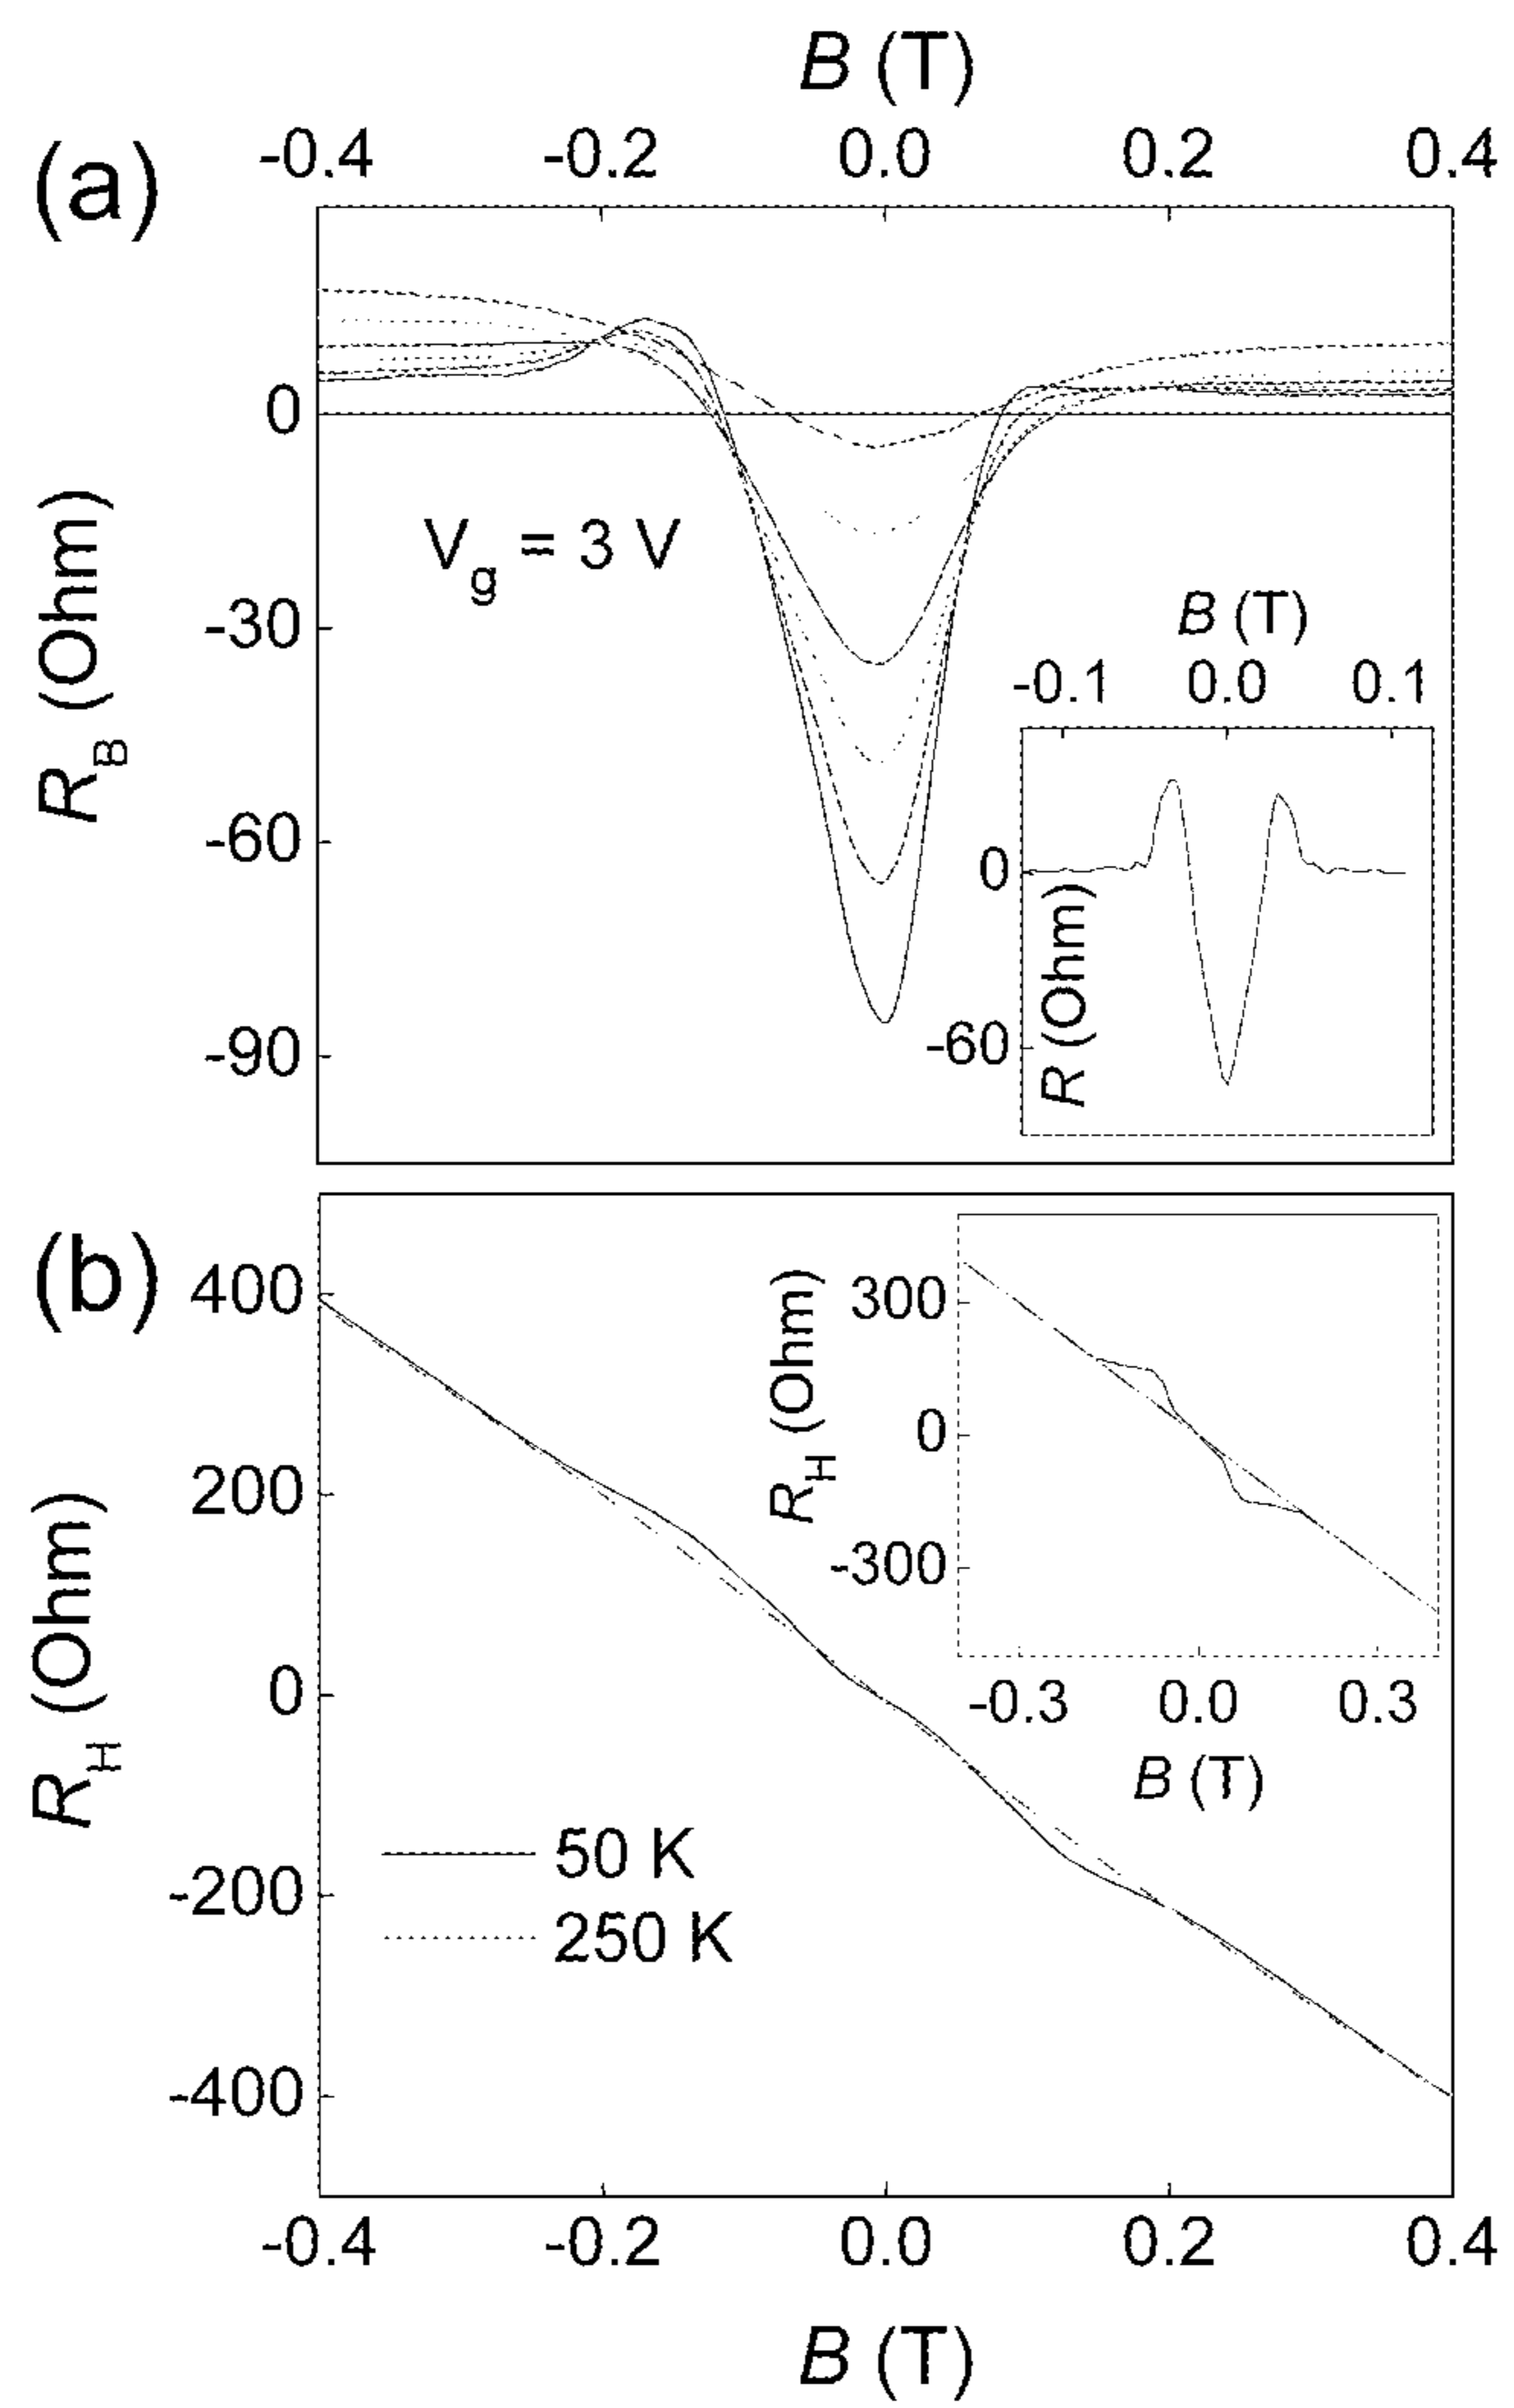 B (T)
-0.4 -0.2 0.0 0.2 0.4
(a)
0
-30
-60
-90
R_B (Ohm)
V_g = 3 V
B (T)
-0.1 0.0 0.1
0
-60
R (Ohm)
(b)
400
200
0
-200
-400
R_H (Ohm)
300
0
-300
R_H (Ohm)
-0.3 0.0 0.3
B (T)
50 K
250 K
-0.4 -0.2 0.0 0.2 0.4
B (T)